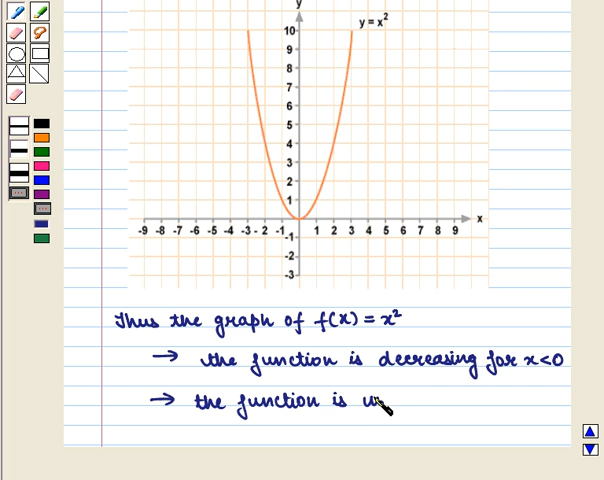 y
y = x²
10
9
8
7
6
5
4
3
2
1
-9 -8 -7 -6 -5 -4 -3 -2 -1 1 2 3 4 5 6 7 8 9 x
-1
-2
-3
Thus the graph of f(x) = x²
→ the function is decreasing for x<0
→ the function is